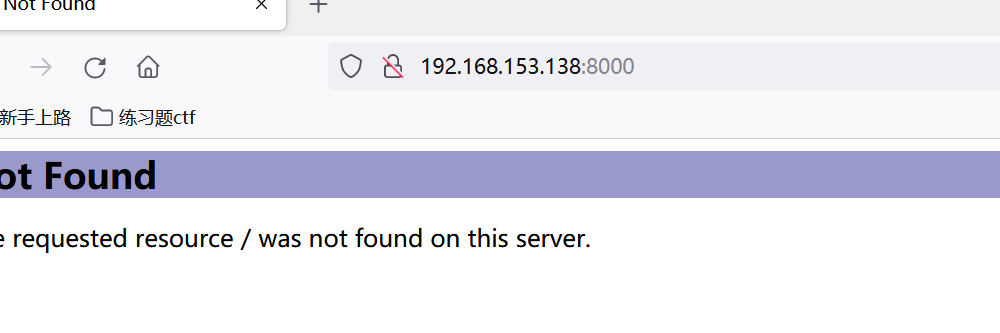 Not Found
192.168.153.138:8000
新手上路 练习题ctf
ot Found
e requested resource / was not found on this server.